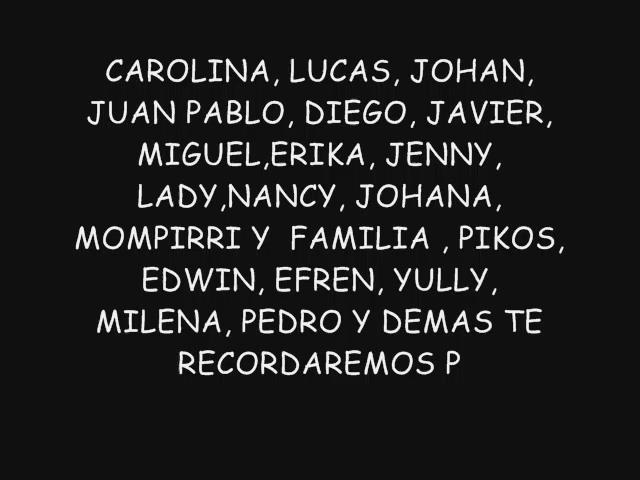 CAROLINA, LUCAS, JOHAN,
JUAN PABLO, DIEGO, JAVIER,
MIGUEL,ERIKA, JENNY,
LADY,NANCY, JOHANA,
MOMPIRRI Y  FAMILIA , PIKOS,
EDWIN, EFREN, YULLY,
MILENA, PEDRO Y DEMAS TE
RECORDAREMOS P